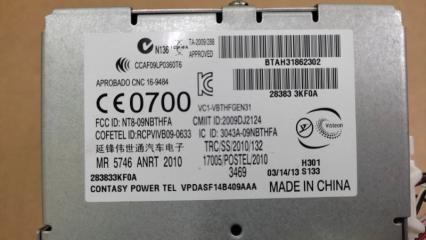 N136
TA-2009/288
APPROVED
CCAF09LP0360T6
APROBADO CNC 16-9484
BTAH31862302
28383 3KF0A
CE0700
VC1-VBTHFGEN31
FCC ID: NT8-09NBTHFA
CMIIT ID: 2009DJ2124
COFETEL ID:RCPVIVB09-0633
IC ID: 3043A-09NBTHFA
延锋伟世通汽车电子
TRC/SS/2010/132
Visteon
MR 5746 ANRT 2010
17005/POSTEL/2010
283833KF0A
3469
H301
03/14/13 S133
CONTASY POWER TEL VPDASF14B409AAA
MADE IN CHINA